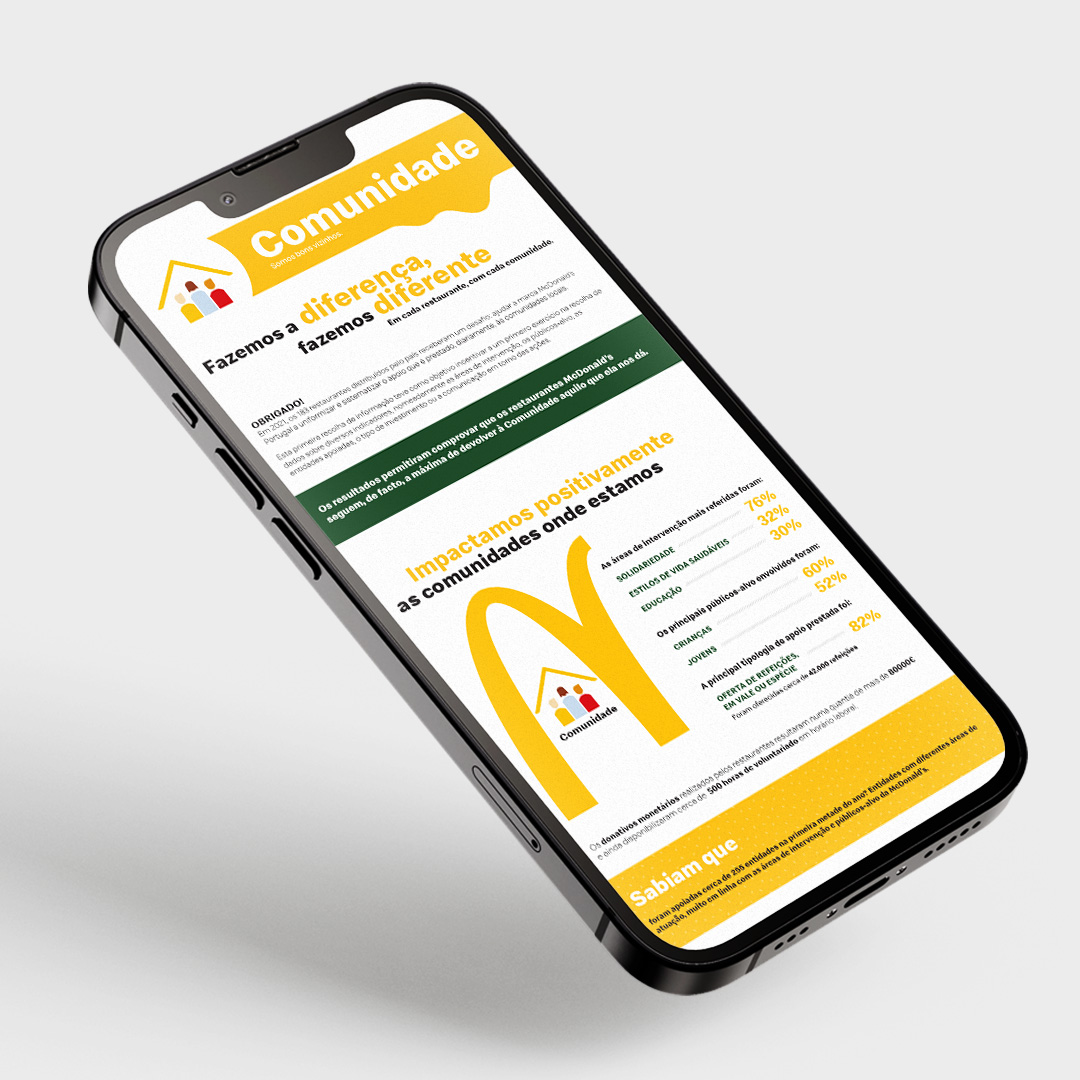 Comunidade
Somos bons vizinhos.
Fazemos a diferença,
fazemos diferente
Em cada restaurante, com cada comunidade.
OBRIGADO!
Em 2021, os 183 restaurantes distribuídos pelo país receberam um desafio: ajudar a marca McDonald's
Portugal a uniformizar e sistematizar o apoio que é prestado, diariamente, às comunidades locais.
Esta primeira recolha de informação teve como objetivo incentivar a um primeiro exercício na recolha de
dados sobre diversos indicadores, nomeadamente as áreas de intervenção, os públicos-alvo, as
entidades apoiadas, o tipo de investimento ou a comunicação em torno das ações.
Os resultados permitiram comprovar que os restaurantes McDonald's
seguem, de facto, a máxima de devolver à Comunidade aquilo que ela nos dá.
Impactamos positivamente
as comunidades onde estamos
Comunidade
As áreas de intervenção mais referidas foram:
SOLIDARIEDADE 76%
ESTILOS DE VIDA SAUDÁVEIS 32%
EDUCAÇÃO 30%
Os principais públicos-alvo envolvidos foram:
CRIANÇAS 60%
JOVENS 52%
A principal tipologia de apoio prestada foi:
OFERTA DE REFEIÇÕES, 82%
EM VALE OU ESPÉCIE
Foram oferecidas cerca de 42.000 refeições
Os donativos monetários realizados pelos restaurantes resultaram numa quantia de mais de 80000€
e ainda disponibilizaram cerca de 500 horas de voluntariado em horário laboral.
Sabiam que
foram apoiadas cerca de 255 entidades na primeira metade do ano? Entidades com diferentes áreas de
atuação, muito em linha com as áreas de intervenção e públicos-alvo da McDonald's.